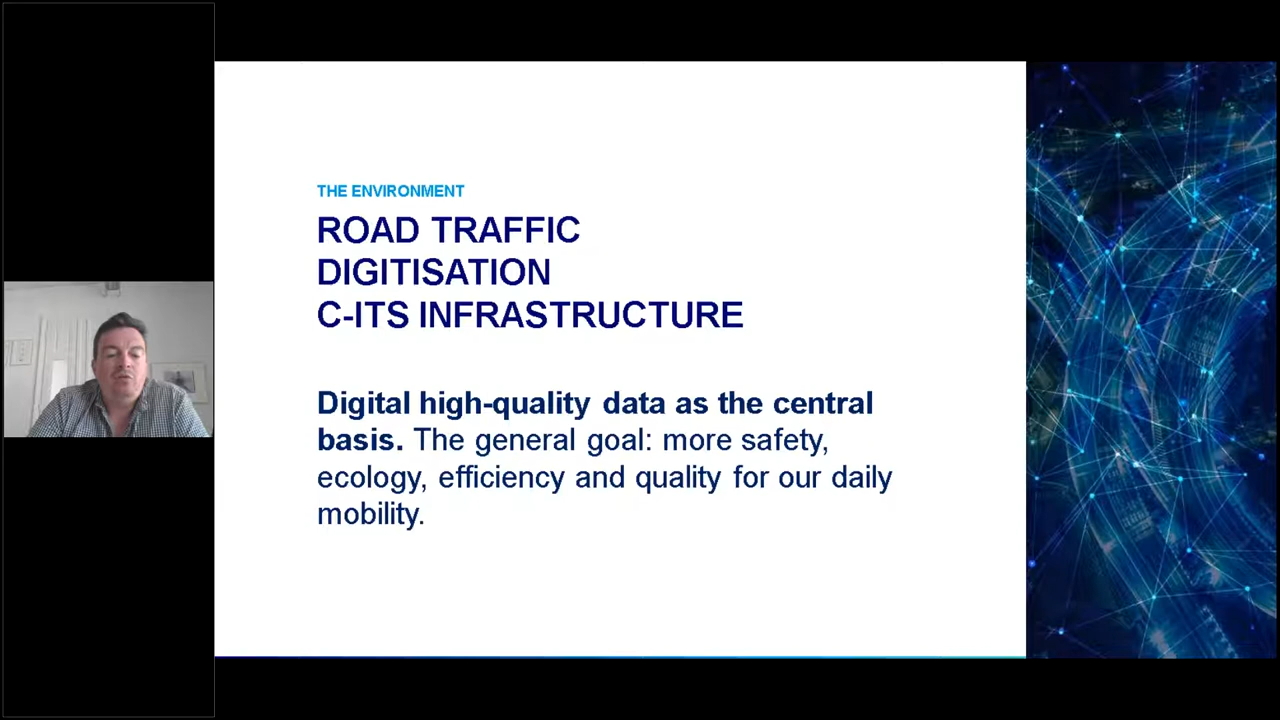 THE ENVIRONMENT
ROAD TRAFFIC
DIGITISATION
C-ITS INFRASTRUCTURE
Digital high-quality data as the central
basis. The general goal: more safety,
ecology, efficiency and quality for our daily
mobility.